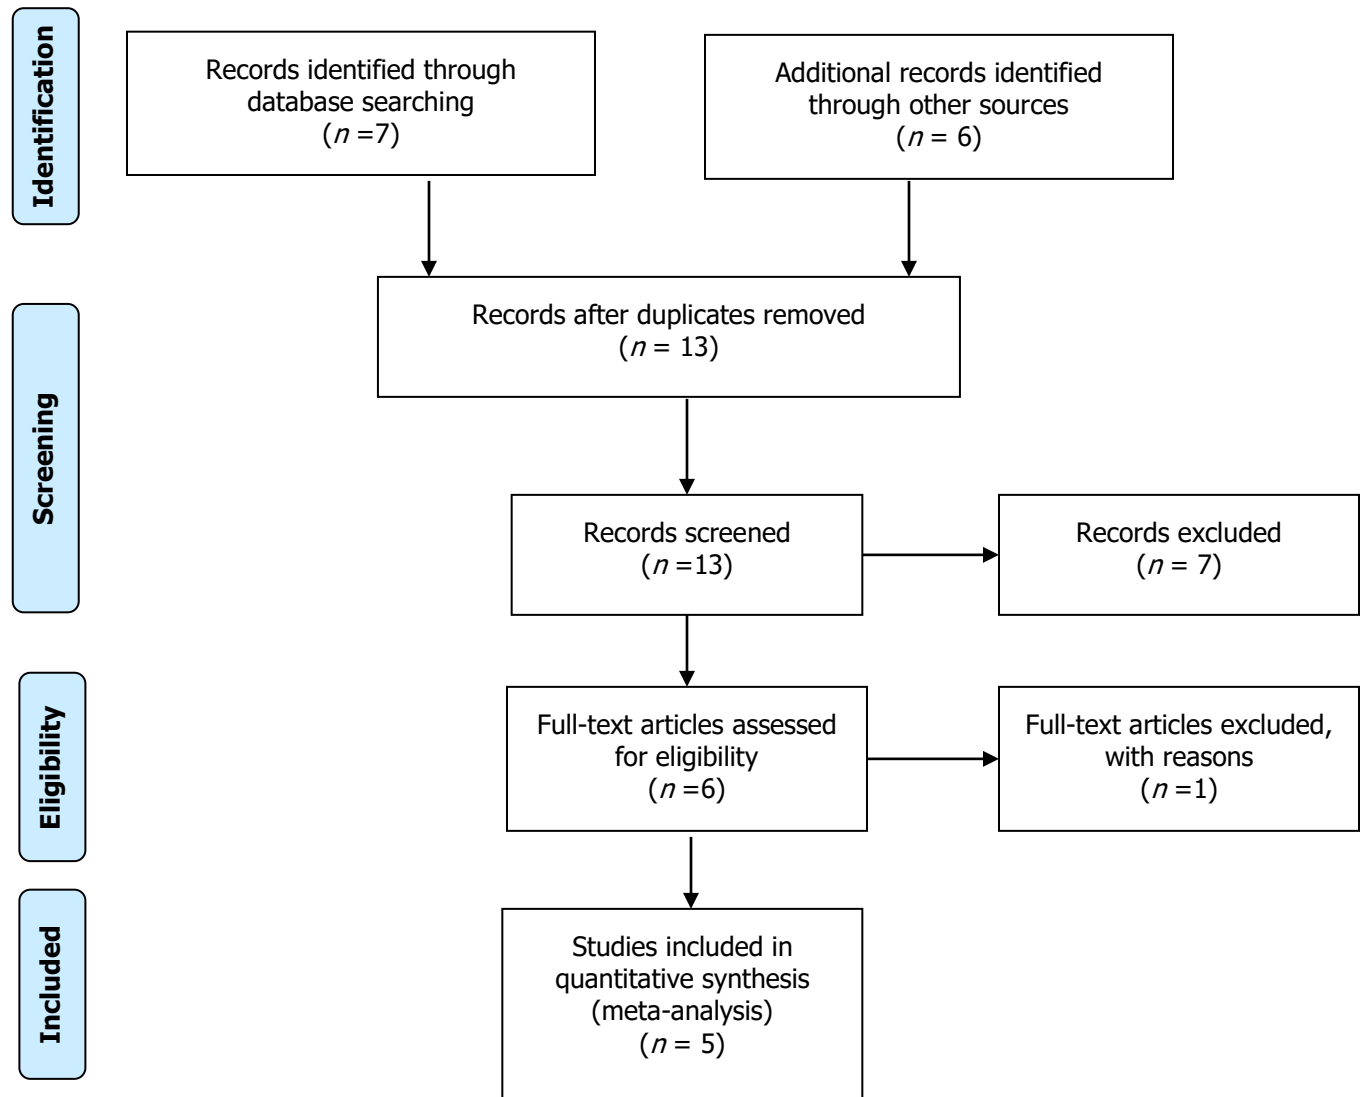 Identification
Records identified through
database searching
(n =7)
Additional records identified
through other sources
(n = 6)
Records after duplicates removed
(n = 13)
Screening
Records screened
(n =13)
Records excluded
(n = 7)
Eligibility
Full-text articles assessed
for eligibility
(n =6)
Full-text articles excluded,
with reasons
(n =1)
Included
Studies included in
quantitative synthesis
(meta-analysis)
(n = 5)